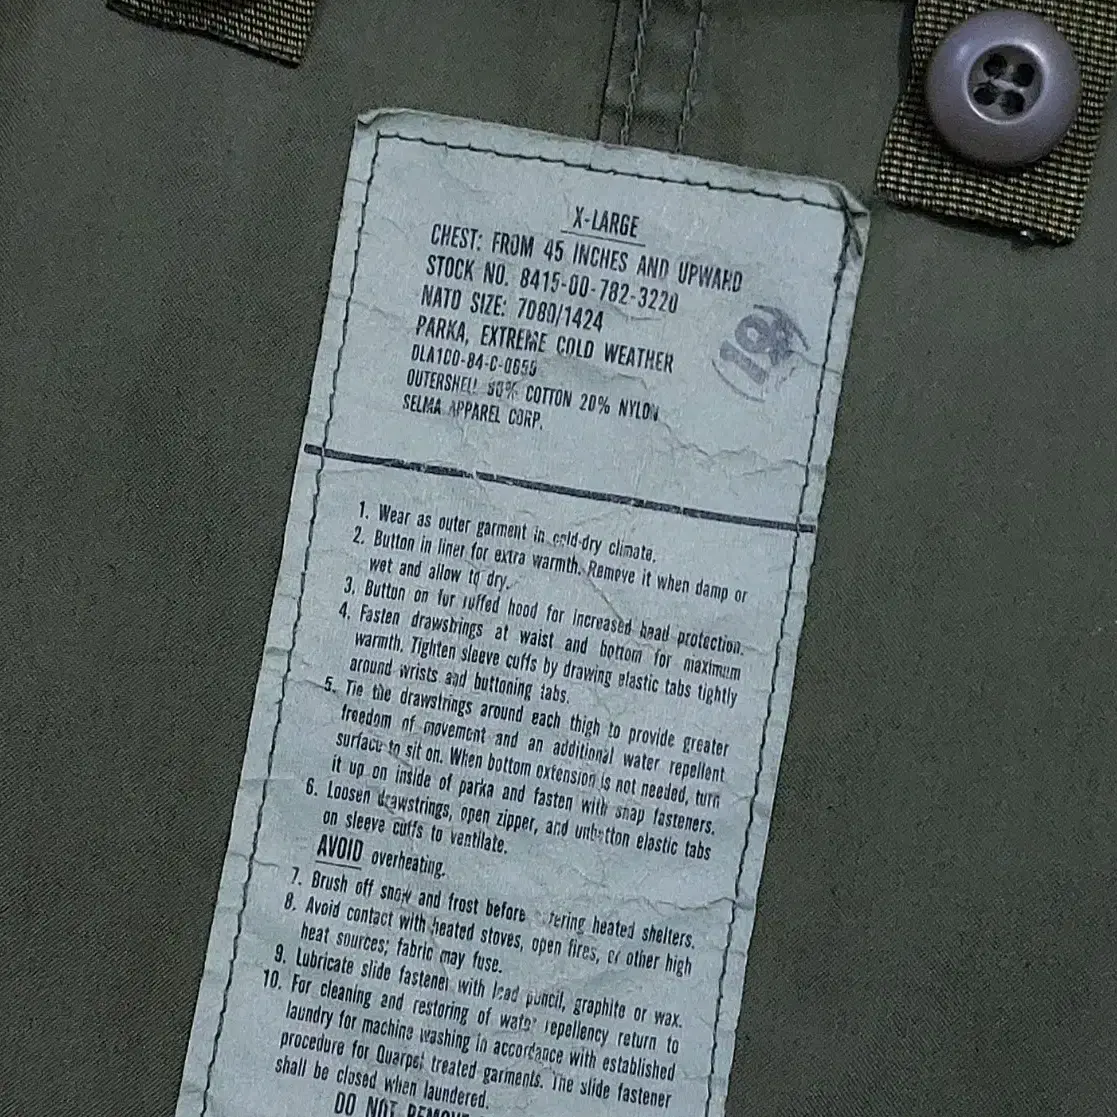 X-LARGE
CHEST: FROM 45 INCHES AND UPWARD
STOCK NO. 8415-00-782-3220
NATO SIZE: 7080/1424
PARKA, EXTREME COLD WEATHER
DLA100-84-C-0655
OUTERSHELL 80% COTTON 20% NYLON
SELMA APPAREL CORP.
(19)
1. Wear as outer garment in cold-dry climate.
2. Button in liner for extra warmth. Remove it when damp or
wet and allow to dry.
3. Button on fur ruffed hood for increased head protection.
4. Fasten drawstrings at waist and bottom for maximum
warmth. Tighten sleeve cuffs by drawing elastic tabs tightly
around wrists and buttoning tabs.
5. Tie the drawstrings around each thigh to provide greater
freedom of movement and an additional water repellent
surface to sit on. When bottom extension is not needed, turn
it up on inside of parka and fasten with snap fasteners.
6. Loosen drawstrings, open zipper, and unbutton elastic tabs
on sleeve cuffs to ventilate.
AVOID overheating.
7. Brush off snow and frost before entering heated shelters.
8. Avoid contact with heated stoves, open fires, or other high
heat sources; fabric may fuse.
9. Lubricate slide fastener with lead pencil, graphite or wax.
10. For cleaning and restoring of water repellency return to
laundry for machine washing in accordance with established
procedure for Quarpel treated garments. The slide fastener
shall be closed when laundered.
DO NOT REMOVE